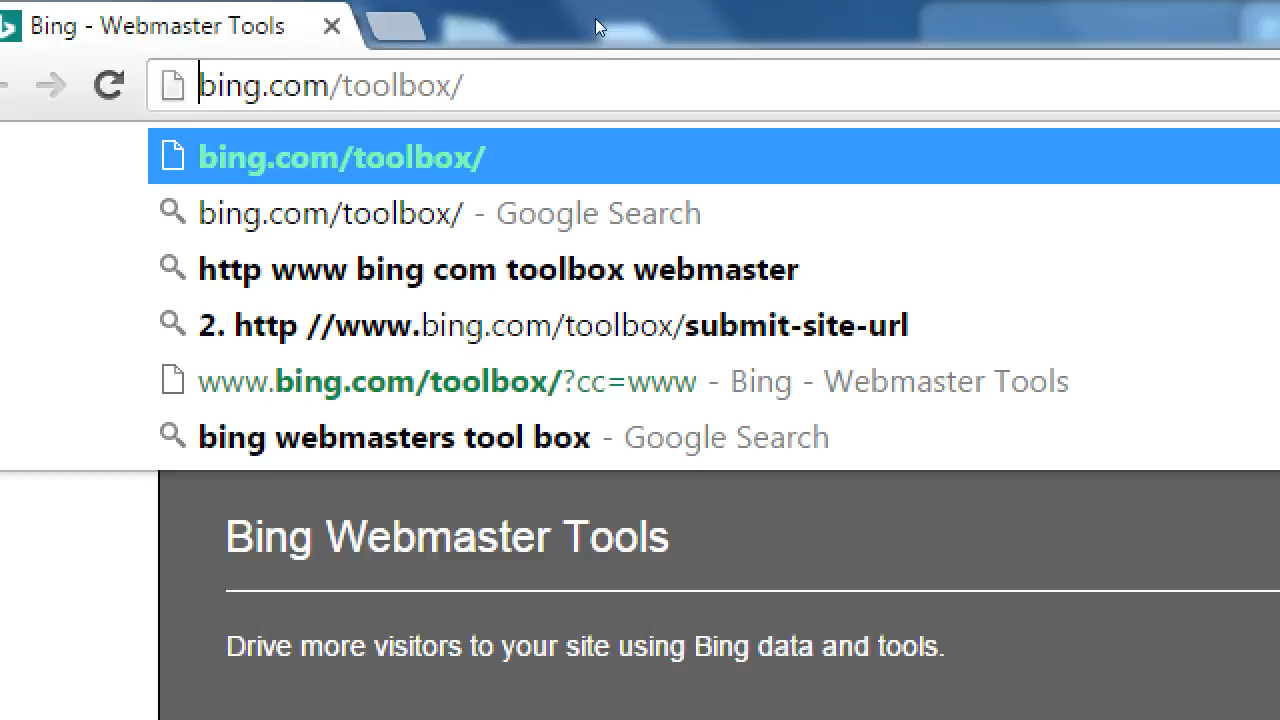 Bing - Webmaster Tools
bing.com/toolbox/
bing.com/toolbox/
bing.com/toolbox/ - Google Search
http www bing com toolbox webmaster
2. http //www.bing.com/toolbox/submit-site-url
www.bing.com/toolbox/?cc=www - Bing - Webmaster Tools
bing webmasters tool box - Google Search
Bing Webmaster Tools
Drive more visitors to your site using Bing data and tools.